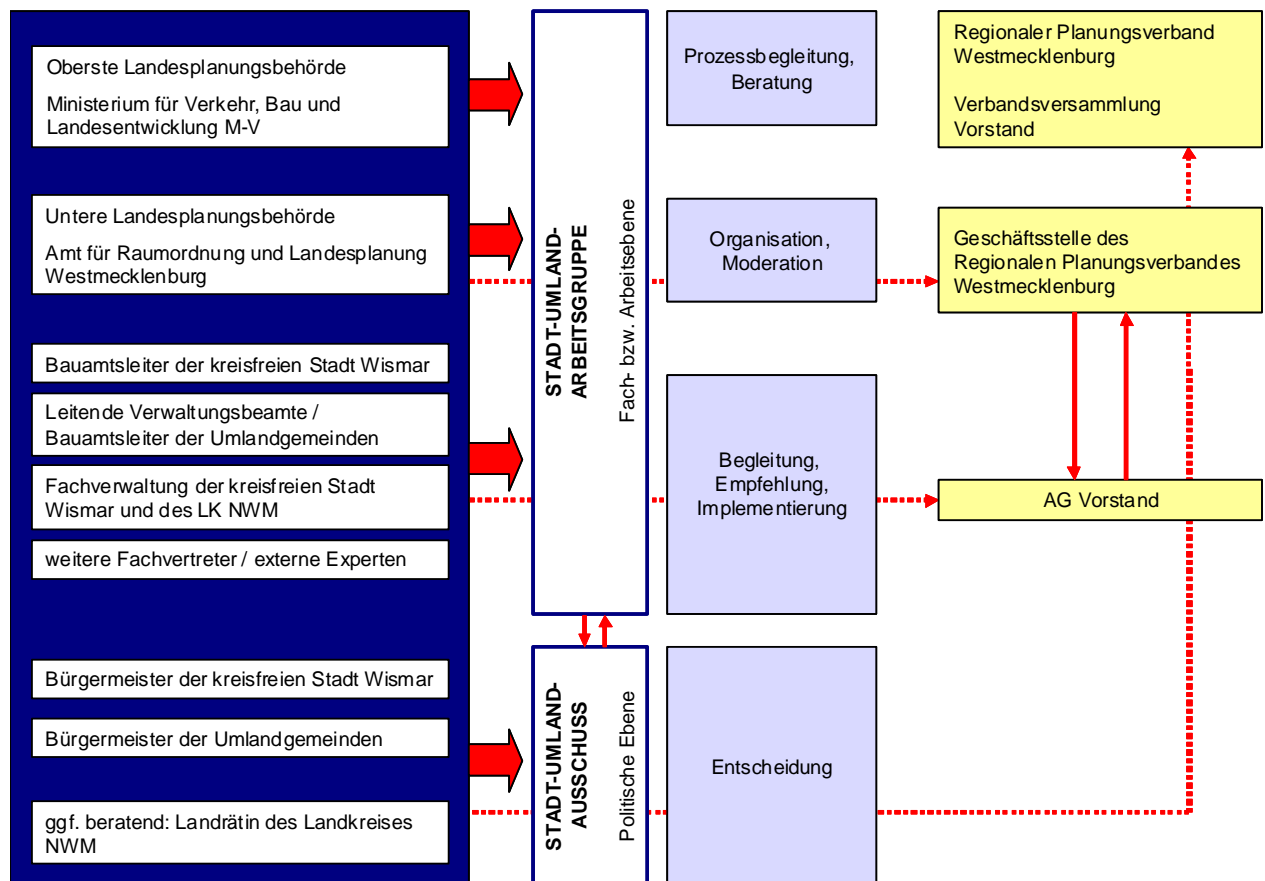 Oberste Landesplanungsbehörde
Ministerium für Verkehr, Bau und
Landesentwicklung M-V
Untere Landesplanungsbehörde
Amt für Raumordnung und Landesplanung
Westmecklenburg
Bauamtsleiter der kreisfreien Stadt Wismar
Leitende Verwaltungsbeamte /
Bauamtsleiter der Umlandgemeinden
Fachverwaltung der kreisfreien Stadt
Wismar und des LK NWM
weitere Fachvertreter / externe Experten
Bürgermeister der kreisfreien Stadt Wismar
Bürgermeister der Umlandgemeinden
ggf. beratend: Landrätin des Landkreises
NWM
STADT-UMLAND-
ARBEITSGRUPPE
Fach- bzw. Arbeitsebene
STADT-UMLAND-
AUSSCHUSS
Politische Ebene
Prozessbegleitung,
Beratung
Organisation,
Moderation
Begleitung,
Empfehlung,
Implementierung
Entscheidung
Regionaler Planungsverband
Westmecklenburg
Verbandsversammlung
Vorstand
Geschäftsstelle des
Regionalen Planungsverbandes
Westmecklenburg
AG Vorstand